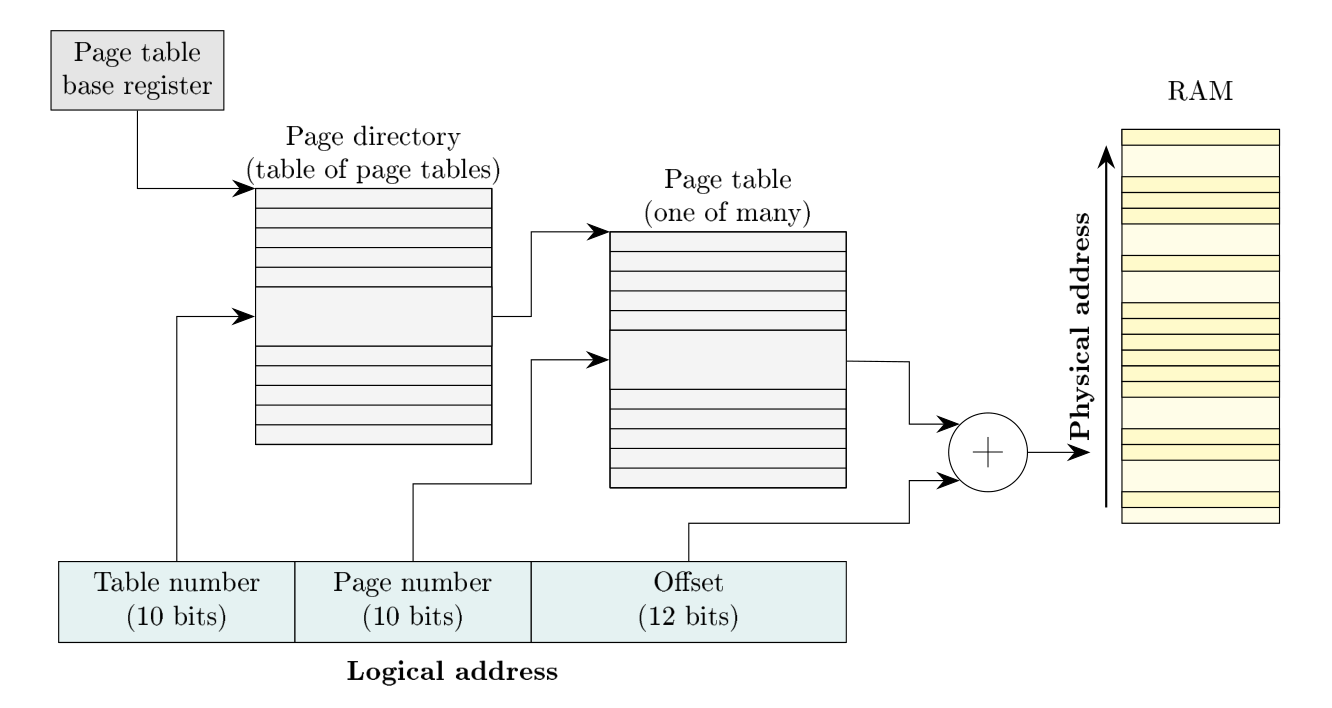 Page table
base register
Page directory
(table of page tables)
Page table
(one of many)
RAM
Physical address
+
Table number
(10 bits)
Page number
(10 bits)
Offset
(12 bits)
Logical address